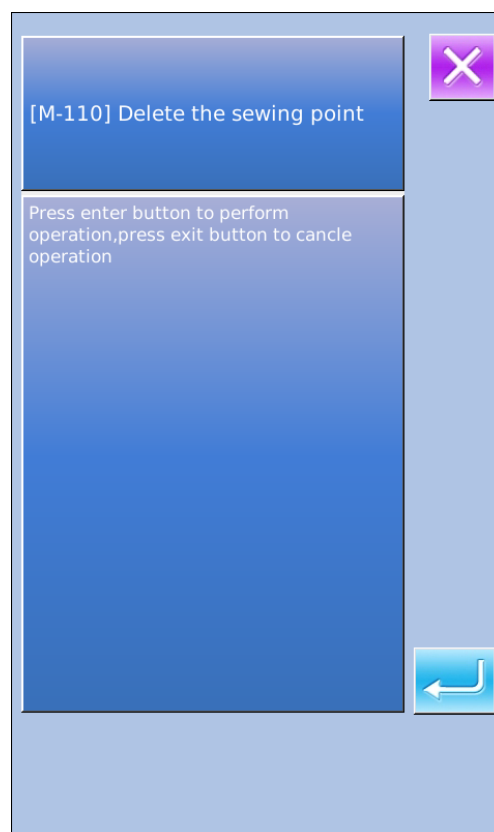 [M-110] Delete the sewing point
Press enter button to perform
operation,press exit button to cancle
operation